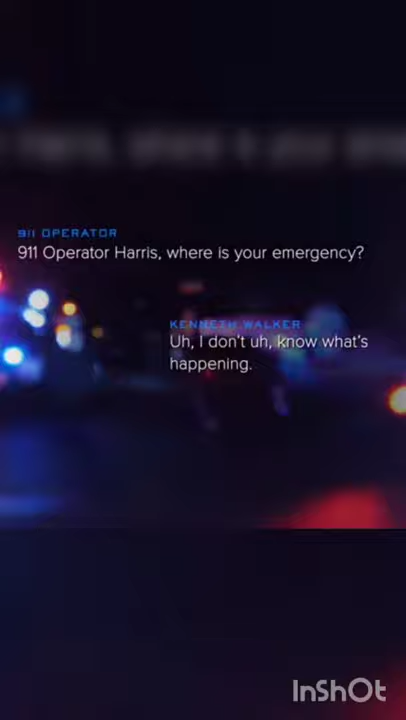 911 OPERATOR
911 Operator Harris, where is your emergency?
KENNETH WALKER
Uh, I don't uh, know what's
happening.
InShOt